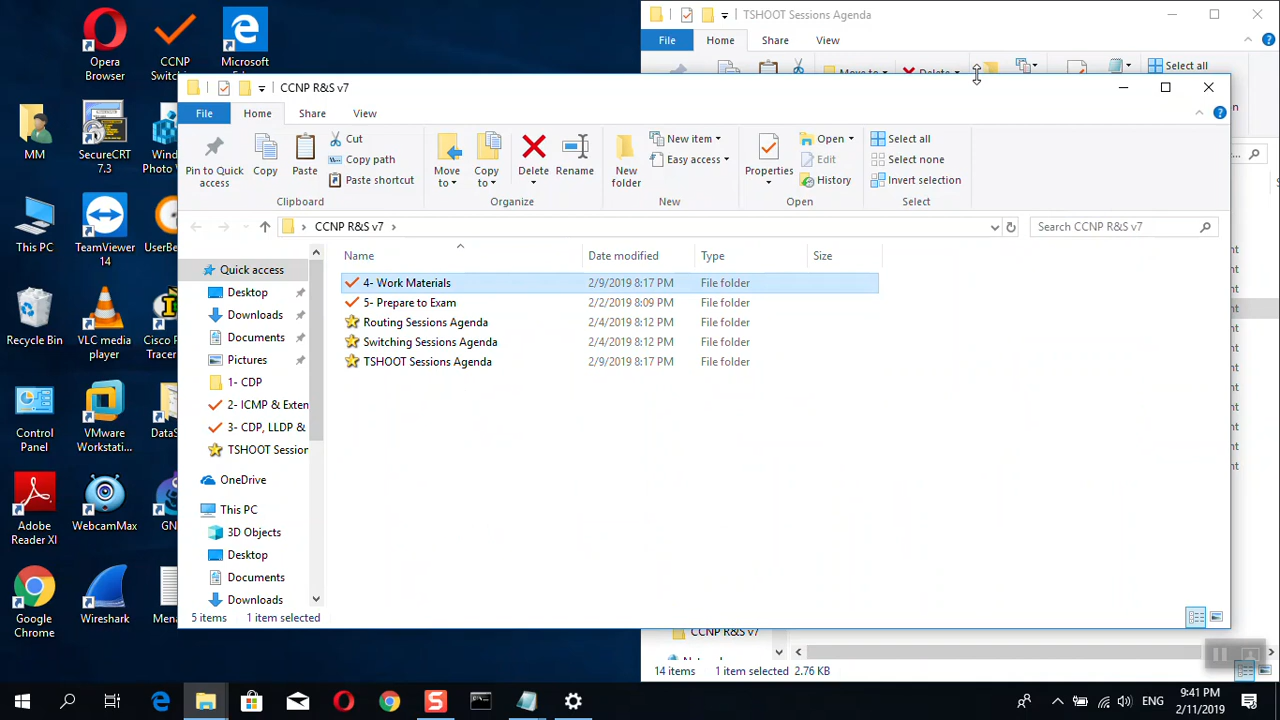 Opera
Browser
CCNP
Switchin
Microsoft
MM
SecureCRT
7.3
Wind
Photo
This PC
TeamViewer
14
UserBe
Recycle Bin
VLC media
player
Cisco P
Tracer
Control
Panel
VMware
Workstati...
DataS
Adobe
Reader XI
WebcamMax
GN
Google
Chrome
Wireshark
Mena
TSHOOT Sessions Agenda
File Home Share View
Select all
CCNP R&S v7
File Home Share View
Pin to Quick
access
Copy
Paste
Cut
Copy path
Paste shortcut
Clipboard
Move
to
Copy
to
Delete
Rename
Organize
New
folder
New item
Easy access
New
Properties
Open
Edit
History
Open
Select all
Select none
Invert selection
Select
CCNP R&S v7
Search CCNP R&S v7
Name Date modified Type Size
4- Work Materials 2/9/2019 8:17 PM File folder
5- Prepare to Exam 2/2/2019 8:09 PM File folder
Routing Sessions Agenda 2/4/2019 8:12 PM File folder
Switching Sessions Agenda 2/4/2019 8:12 PM File folder
TSHOOT Sessions Agenda 2/9/2019 8:17 PM File folder
Quick access
Desktop
Downloads
Documents
Pictures
1- CDP
2- ICMP & Exten
3- CDP, LLDP &
TSHOOT Session
OneDrive
This PC
3D Objects
Desktop
Documents
Downloads
5 items 1 item selected
CCNP R&S v7
14 items 1 item selected 2.76 KB
ENG
9:41 PM
2/11/2019